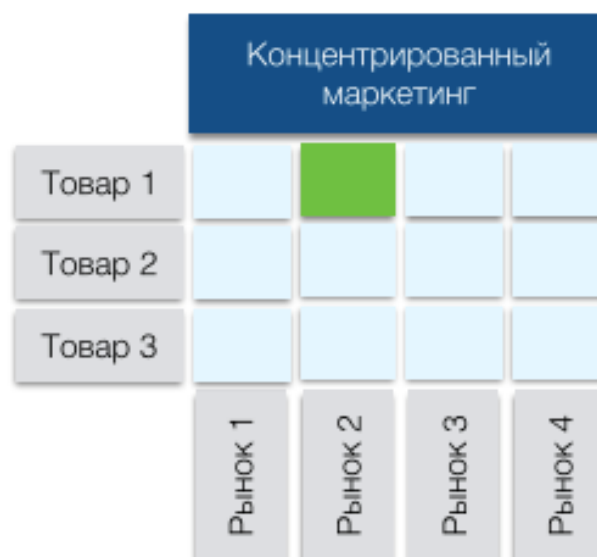 Концентрированный
маркетинг
Товар 1
Товар 2
Товар 3
Рынок 1
Рынок 2
Рынок 3
Рынок 4